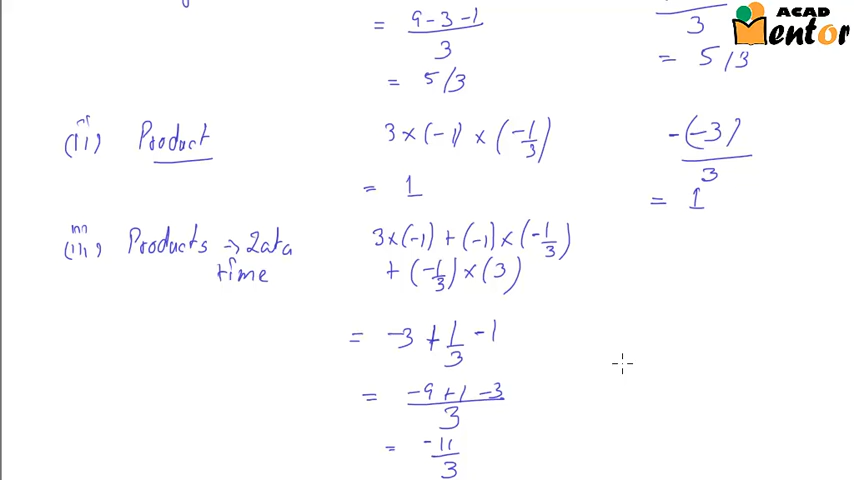 = 9 - 3 - 1 / 3
= 5/3
3
= 5/3
ACAD
mentor
(ii) Product
3 × (-1) × (-1/3)
= 1
-(-3) / 3
= 1
(iii) Products → 2 at a
time
3 × (-1) + (-1) × (-1/3)
+ (-1/3) × (3)
= -3 + 1/3 - 1
= -9 + 1 - 3 / 3
= -11/3